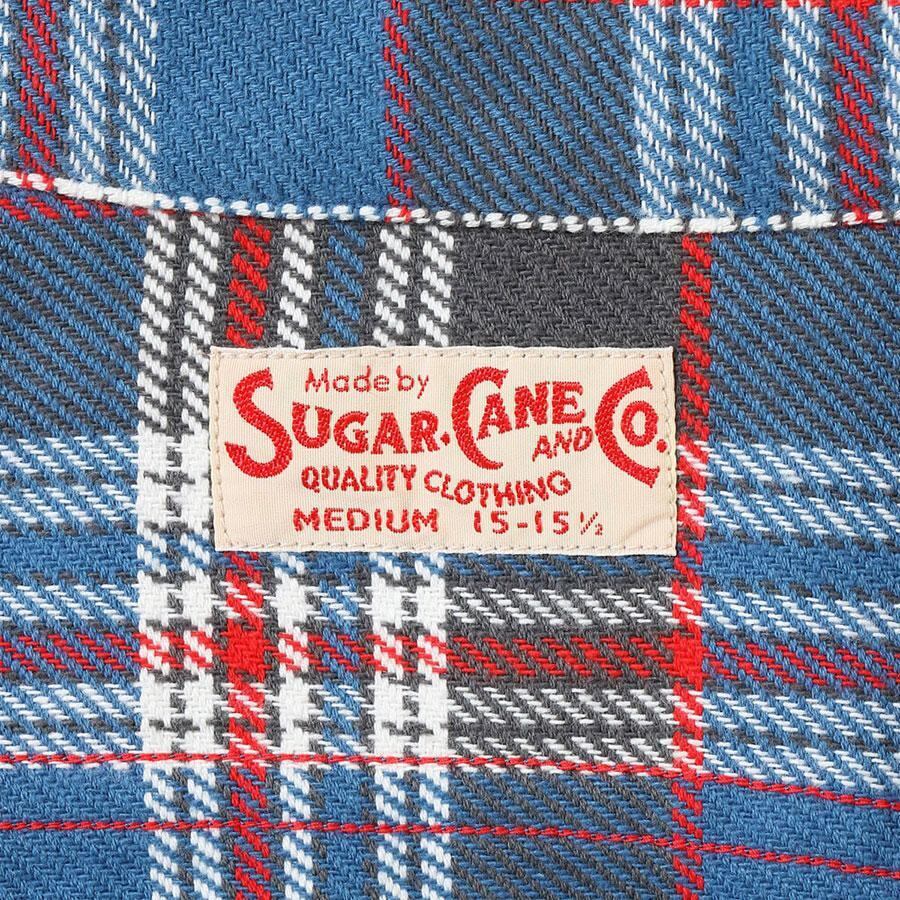 Made by
SUGAR. CANE AND CO.
QUALITY CLOTHING
MEDIUM 15-15½